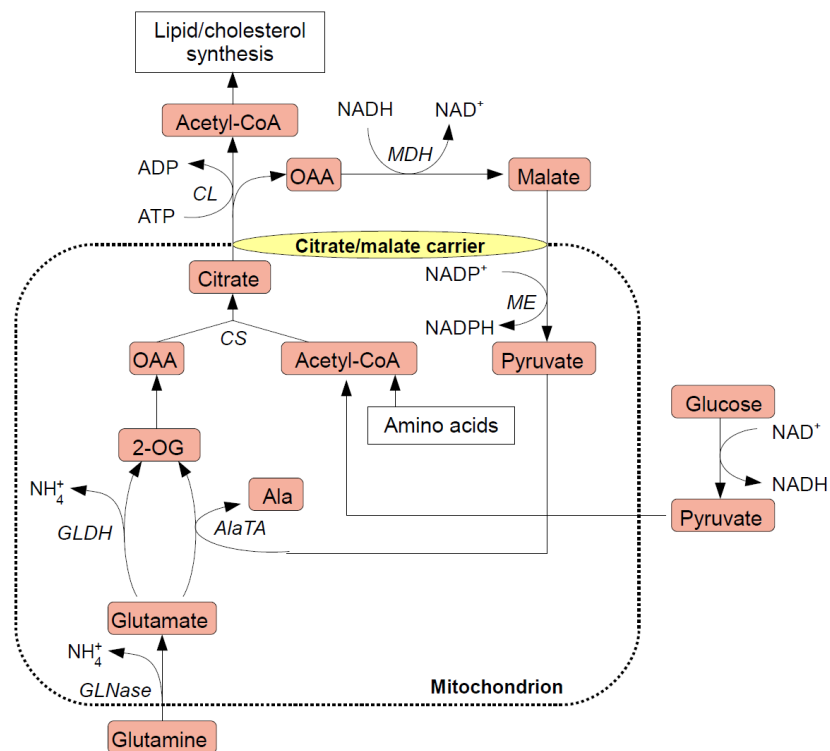 Lipid/cholesterol
synthesis
Acetyl-CoA
NADH
NAD+
MDH
ADP
CL
ATP
OAA
Malate
Citrate/malate carrier
Citrate
NADP+
ME
NADPH
CS
OAA
Acetyl-CoA
Pyruvate
Amino acids
Glucose
NAD+
NADH
Pyruvate
2-OG
NH4+
GLDH
Ala
AlaTA
Glutamate
NH4+
GLNase
Mitochondrion
Glutamine